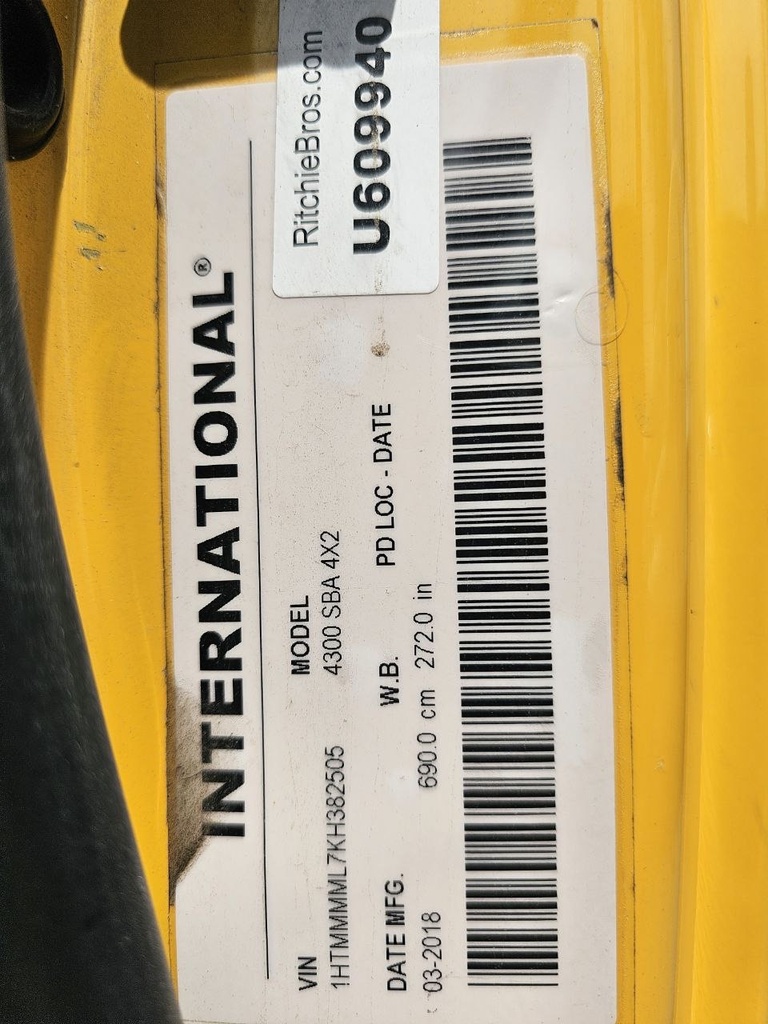 INTERNATIONAL®
RitchieBros.com
U609940
VIN
MODEL
1HTMMMML7KH382505
4300 SBA 4X2
DATE MFG.
W.B.
PD LOC - DATE
03-2018
690.0 cm 272.0 in